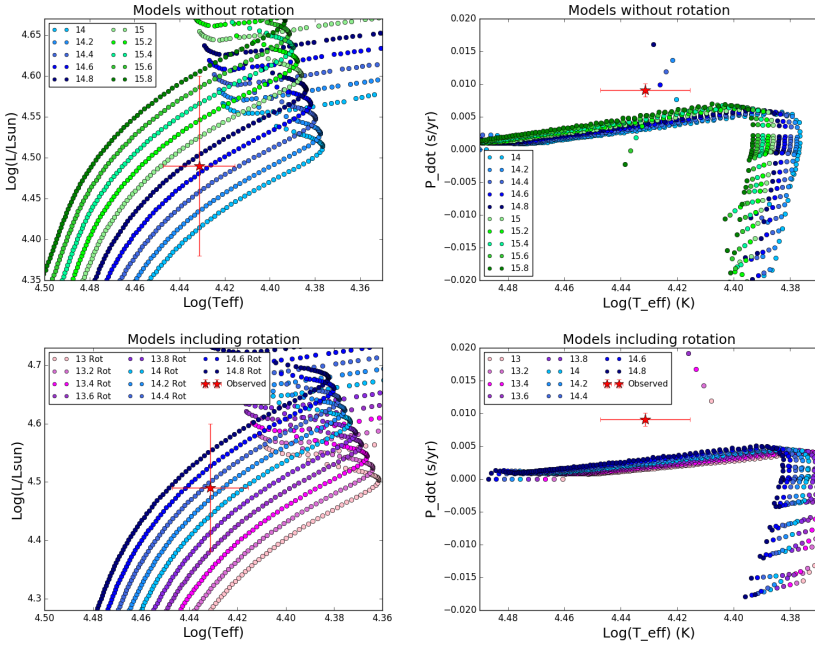 Models without rotation
Log(L/Lsun)
4.65
4.60
4.55
4.50
4.45
4.40
4.35
14
14.2
14.4
14.6
14.8
15
15.2
15.4
15.6
15.8
4.50 4.48 4.46 4.44 4.42 4.40 4.38 4.36
Log(Teff)
Models without rotation
P_dot (s/yr)
0.020
0.015
0.010
0.005
0.000
−0.005
−0.010
−0.015
−0.020
14
14.2
14.4
14.6
14.8
15
15.2
15.4
15.6
15.8
4.48 4.46 4.44 4.42 4.40 4.38
Log(T_eff) (K)
Models including rotation
Log(L/Lsun)
4.7
4.6
4.5
4.4
4.3
13 Rot
13.2 Rot
13.4 Rot
13.6 Rot
13.8 Rot
14 Rot
14.2 Rot
14.4 Rot
14.6 Rot
14.8 Rot
Observed
4.50 4.48 4.46 4.44 4.42 4.40 4.38 4.36
Log(Teff)
Models including rotation
P_dot (s/yr)
0.020
0.015
0.010
0.005
0.000
−0.005
−0.010
−0.015
−0.020
13
13.2
13.4
13.6
13.8
14
14.2
14.4
14.6
14.8
Observed
4.48 4.46 4.44 4.42 4.40 4.38
Log(T_eff) (K)